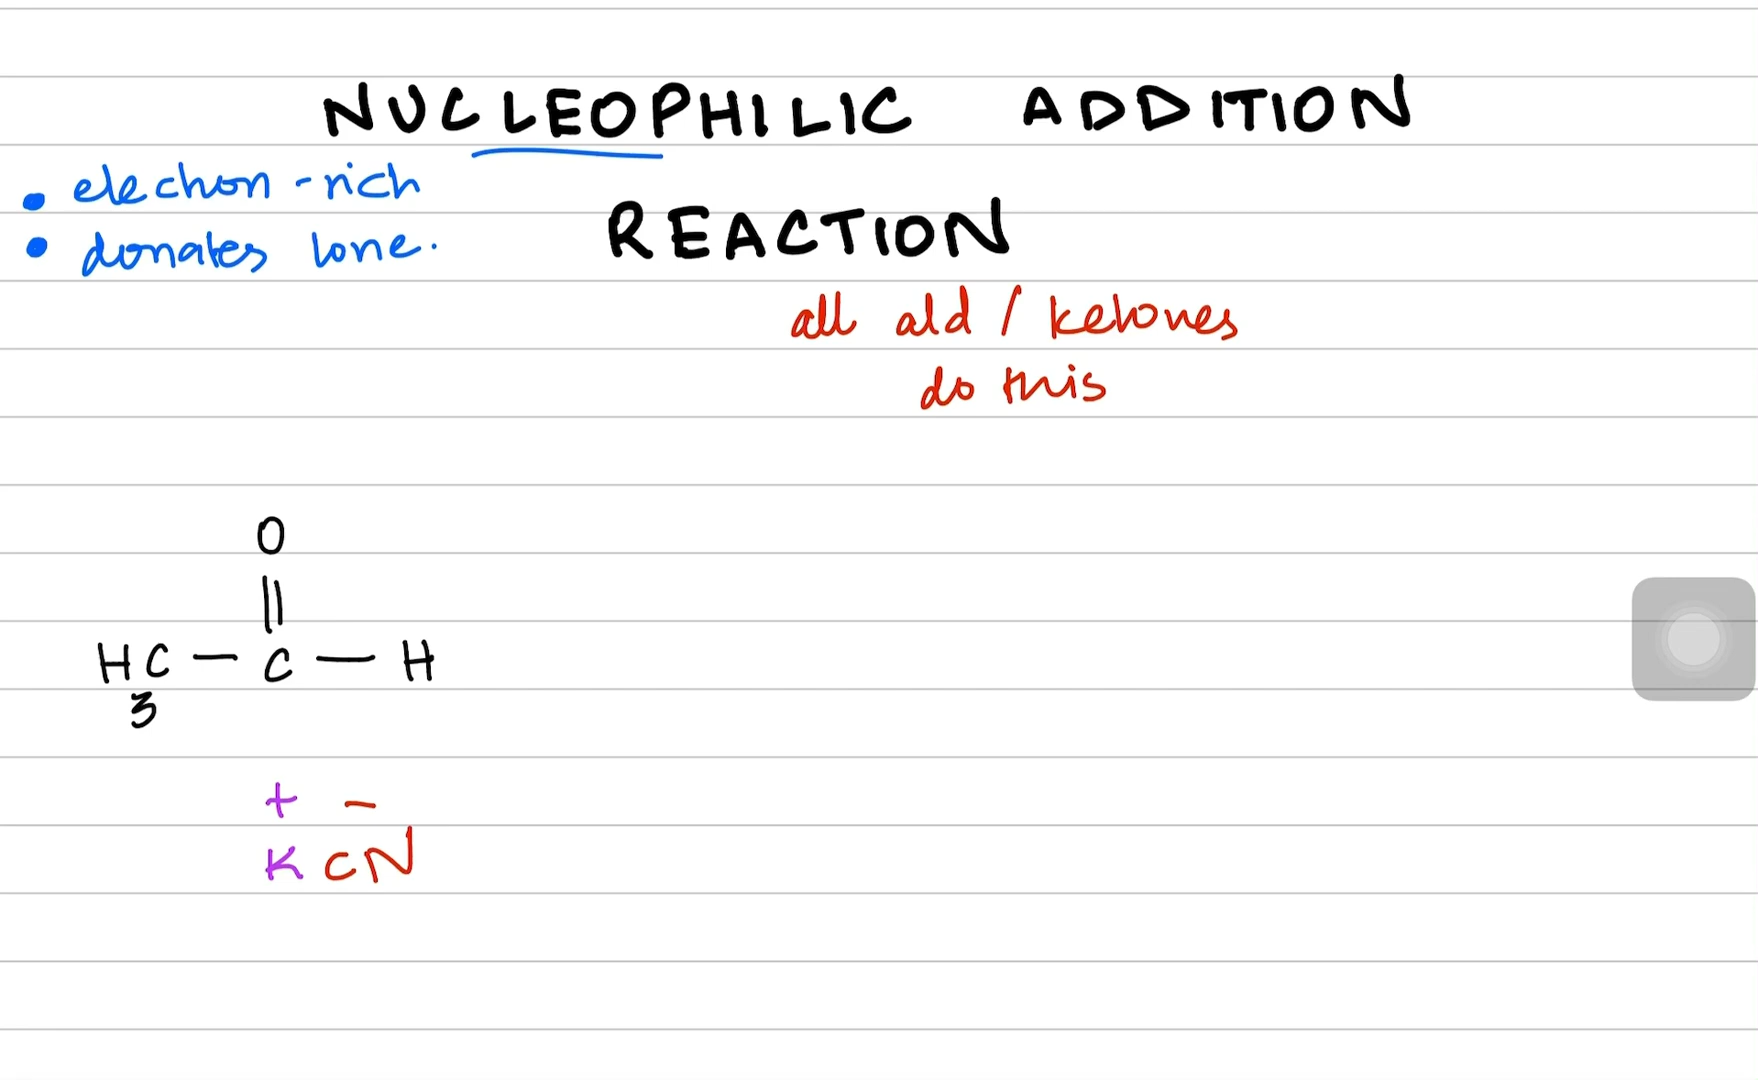 NUCLEOPHILIC ADDITION
REACTION
• electron-rich
• donates lone.
all ald / ketones
do this
O
||
H3C — C — H
+ −
K CN